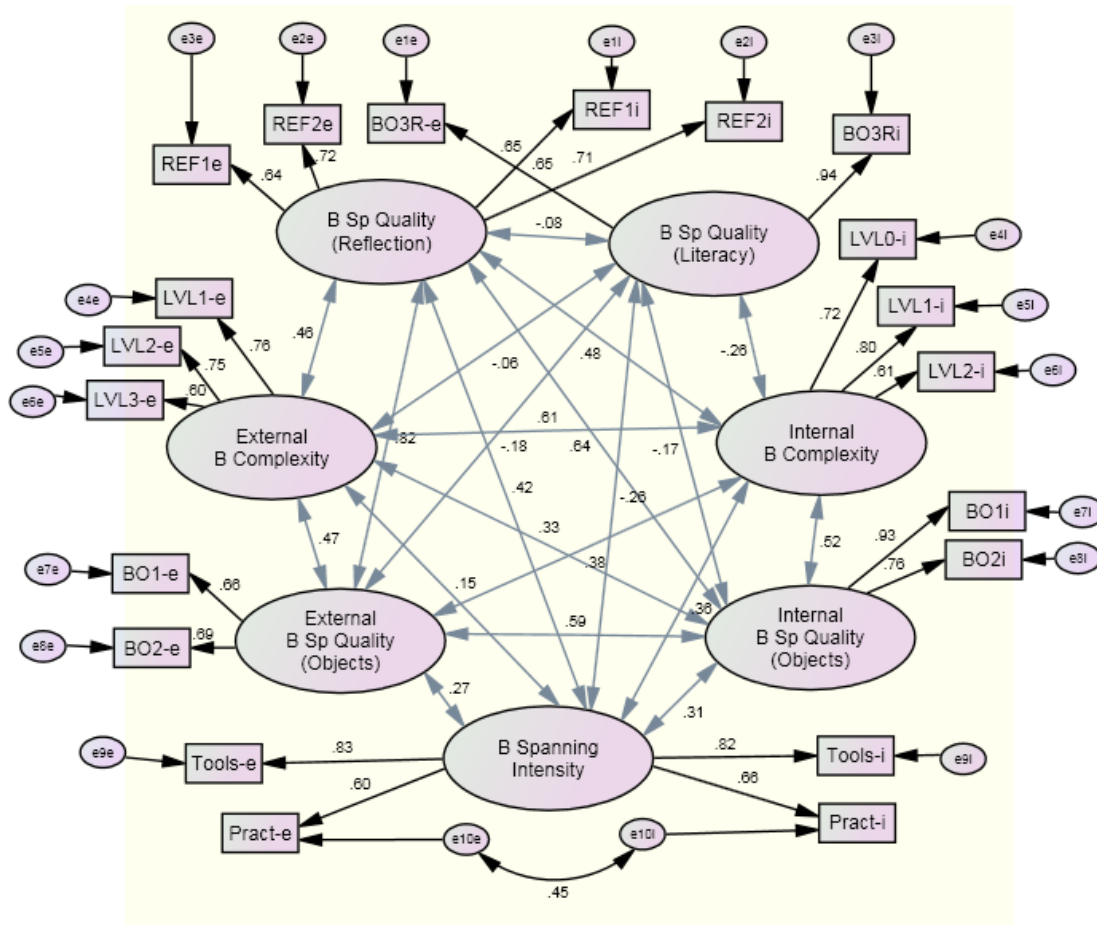 e3e
e2e
e1e
e1I
e2I
e3I
REF1e
REF2e
BO3R-e
REF1i
REF2i
BO3Ri
.64
.72
.65
.65
.71
.94
B Sp Quality
(Reflection)
-.08
B Sp Quality
(Literacy)
LVL0-i
e4I
LVL1-i
e5I
LVL2-i
e6I
.72
.80
.61
e4e
LVL1-e
e5e
LVL2-e
e6e
LVL3-e
.76
.75
.60
.46
-.06
.48
-.26
External
B Complexity
.61
Internal
B Complexity
.82
-.18
.64
-.17
.42
-.26
.47
.33
.38
.52
.15
.36
BO1i
e7I
BO2i
e8I
.93
.76
e7e
BO1-e
e8e
BO2-e
.66
.69
External
B Sp Quality
(Objects)
.59
Internal
B Sp Quality
(Objects)
.27
.31
B Spanning
Intensity
e9e
Tools-e
.83
.82
Tools-i
e9I
.60
.66
Pract-e
e10e
e10I
Pract-i
.45